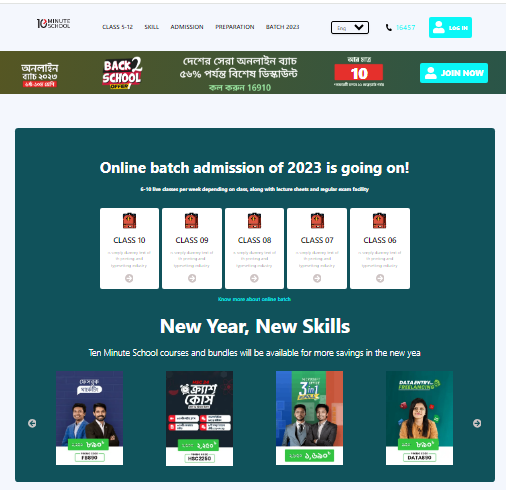 10 MINUTE SCHOOL
CLASS 5-12 SKILL ADMISSION PREPARATION BATCH 2023
Eng
16457
LOG IN
অনলাইন
ব্যাচ ২০২৩
BACK 2
SCHOOL
OFFER
দেশের সেরা অনলাইন ব্যাচ
৫৬% পর্যন্ত বিশেষ ডিস্কাউন্ট
কল করুন 16910
আর মাত্র
10
JOIN NOW
Online batch admission of 2023 is going on!
6-10 live classes per week depending on class, along with lecture sheets and regular exam facility
CLASS 10 CLASS 09 CLASS 08 CLASS 07 CLASS 06
Know more about online batch
New Year, New Skills
Ten Minute School courses and bundles will be available for more savings in the new yea
ফেসবুক
মার্কেটিং
৮৯০৳
FB890
ক্র্যাশ
কোর্স
২,২৫০৳
HSC2250
3 in 1
১,৬৯০৳
DATA ENTRY
FREELANCING
৮৯০৳
DATA890